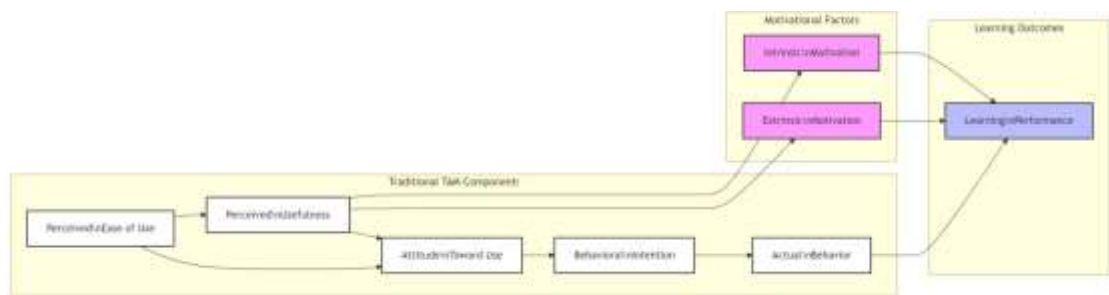 Motivational Factors
Learning Outcomes
Intrinsic\nMotivation
Extrinsic\nMotivation
Learning\nPerformance
Traditional TAM Components
Perceived\nUsefulness
Perceived\nEase of Use
Attitude\nToward Use
Behavioral\nIntention
Actual\nBehavior